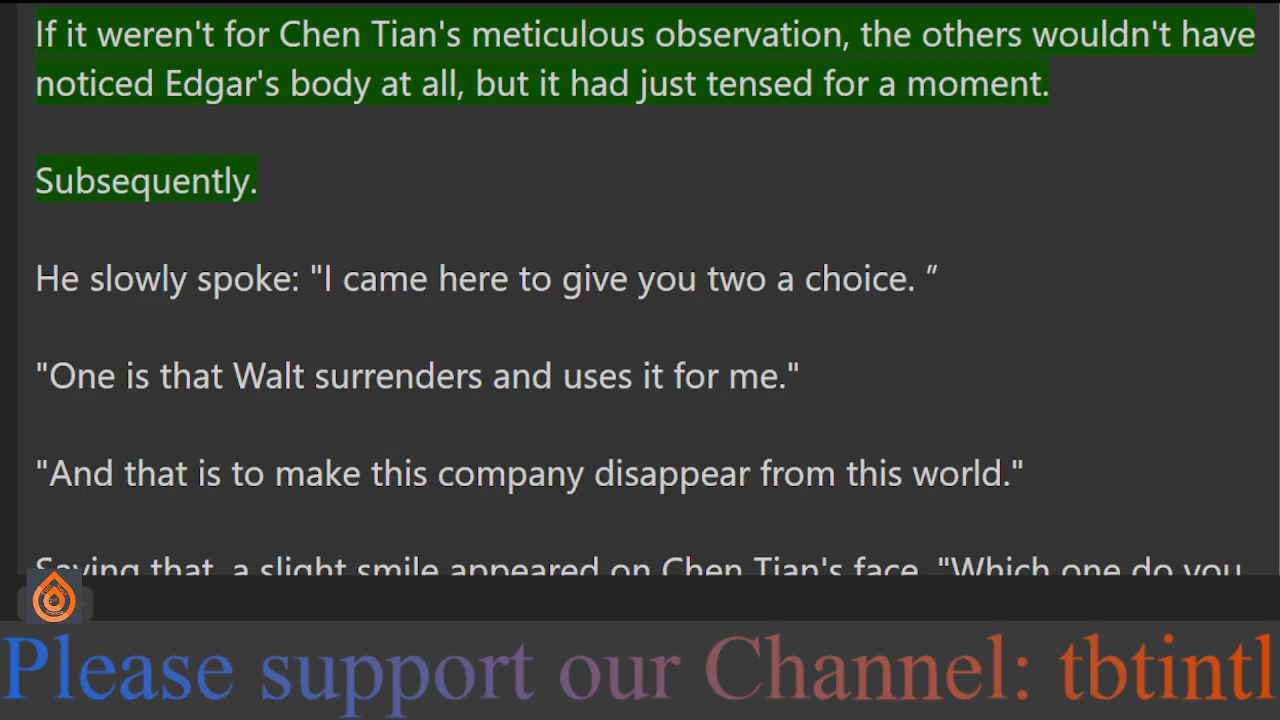 If it weren't for Chen Tian's meticulous observation, the others wouldn't have
noticed Edgar's body at all, but it had just tensed for a moment.
Subsequently.
He slowly spoke: "I came here to give you two a choice. ”
"One is that Walt surrenders and uses it for me."
"And that is to make this company disappear from this world."
Saying that, a slight smile appeared on Chen Tian's face. "Which one do you
Please support our Channel: tbtintl